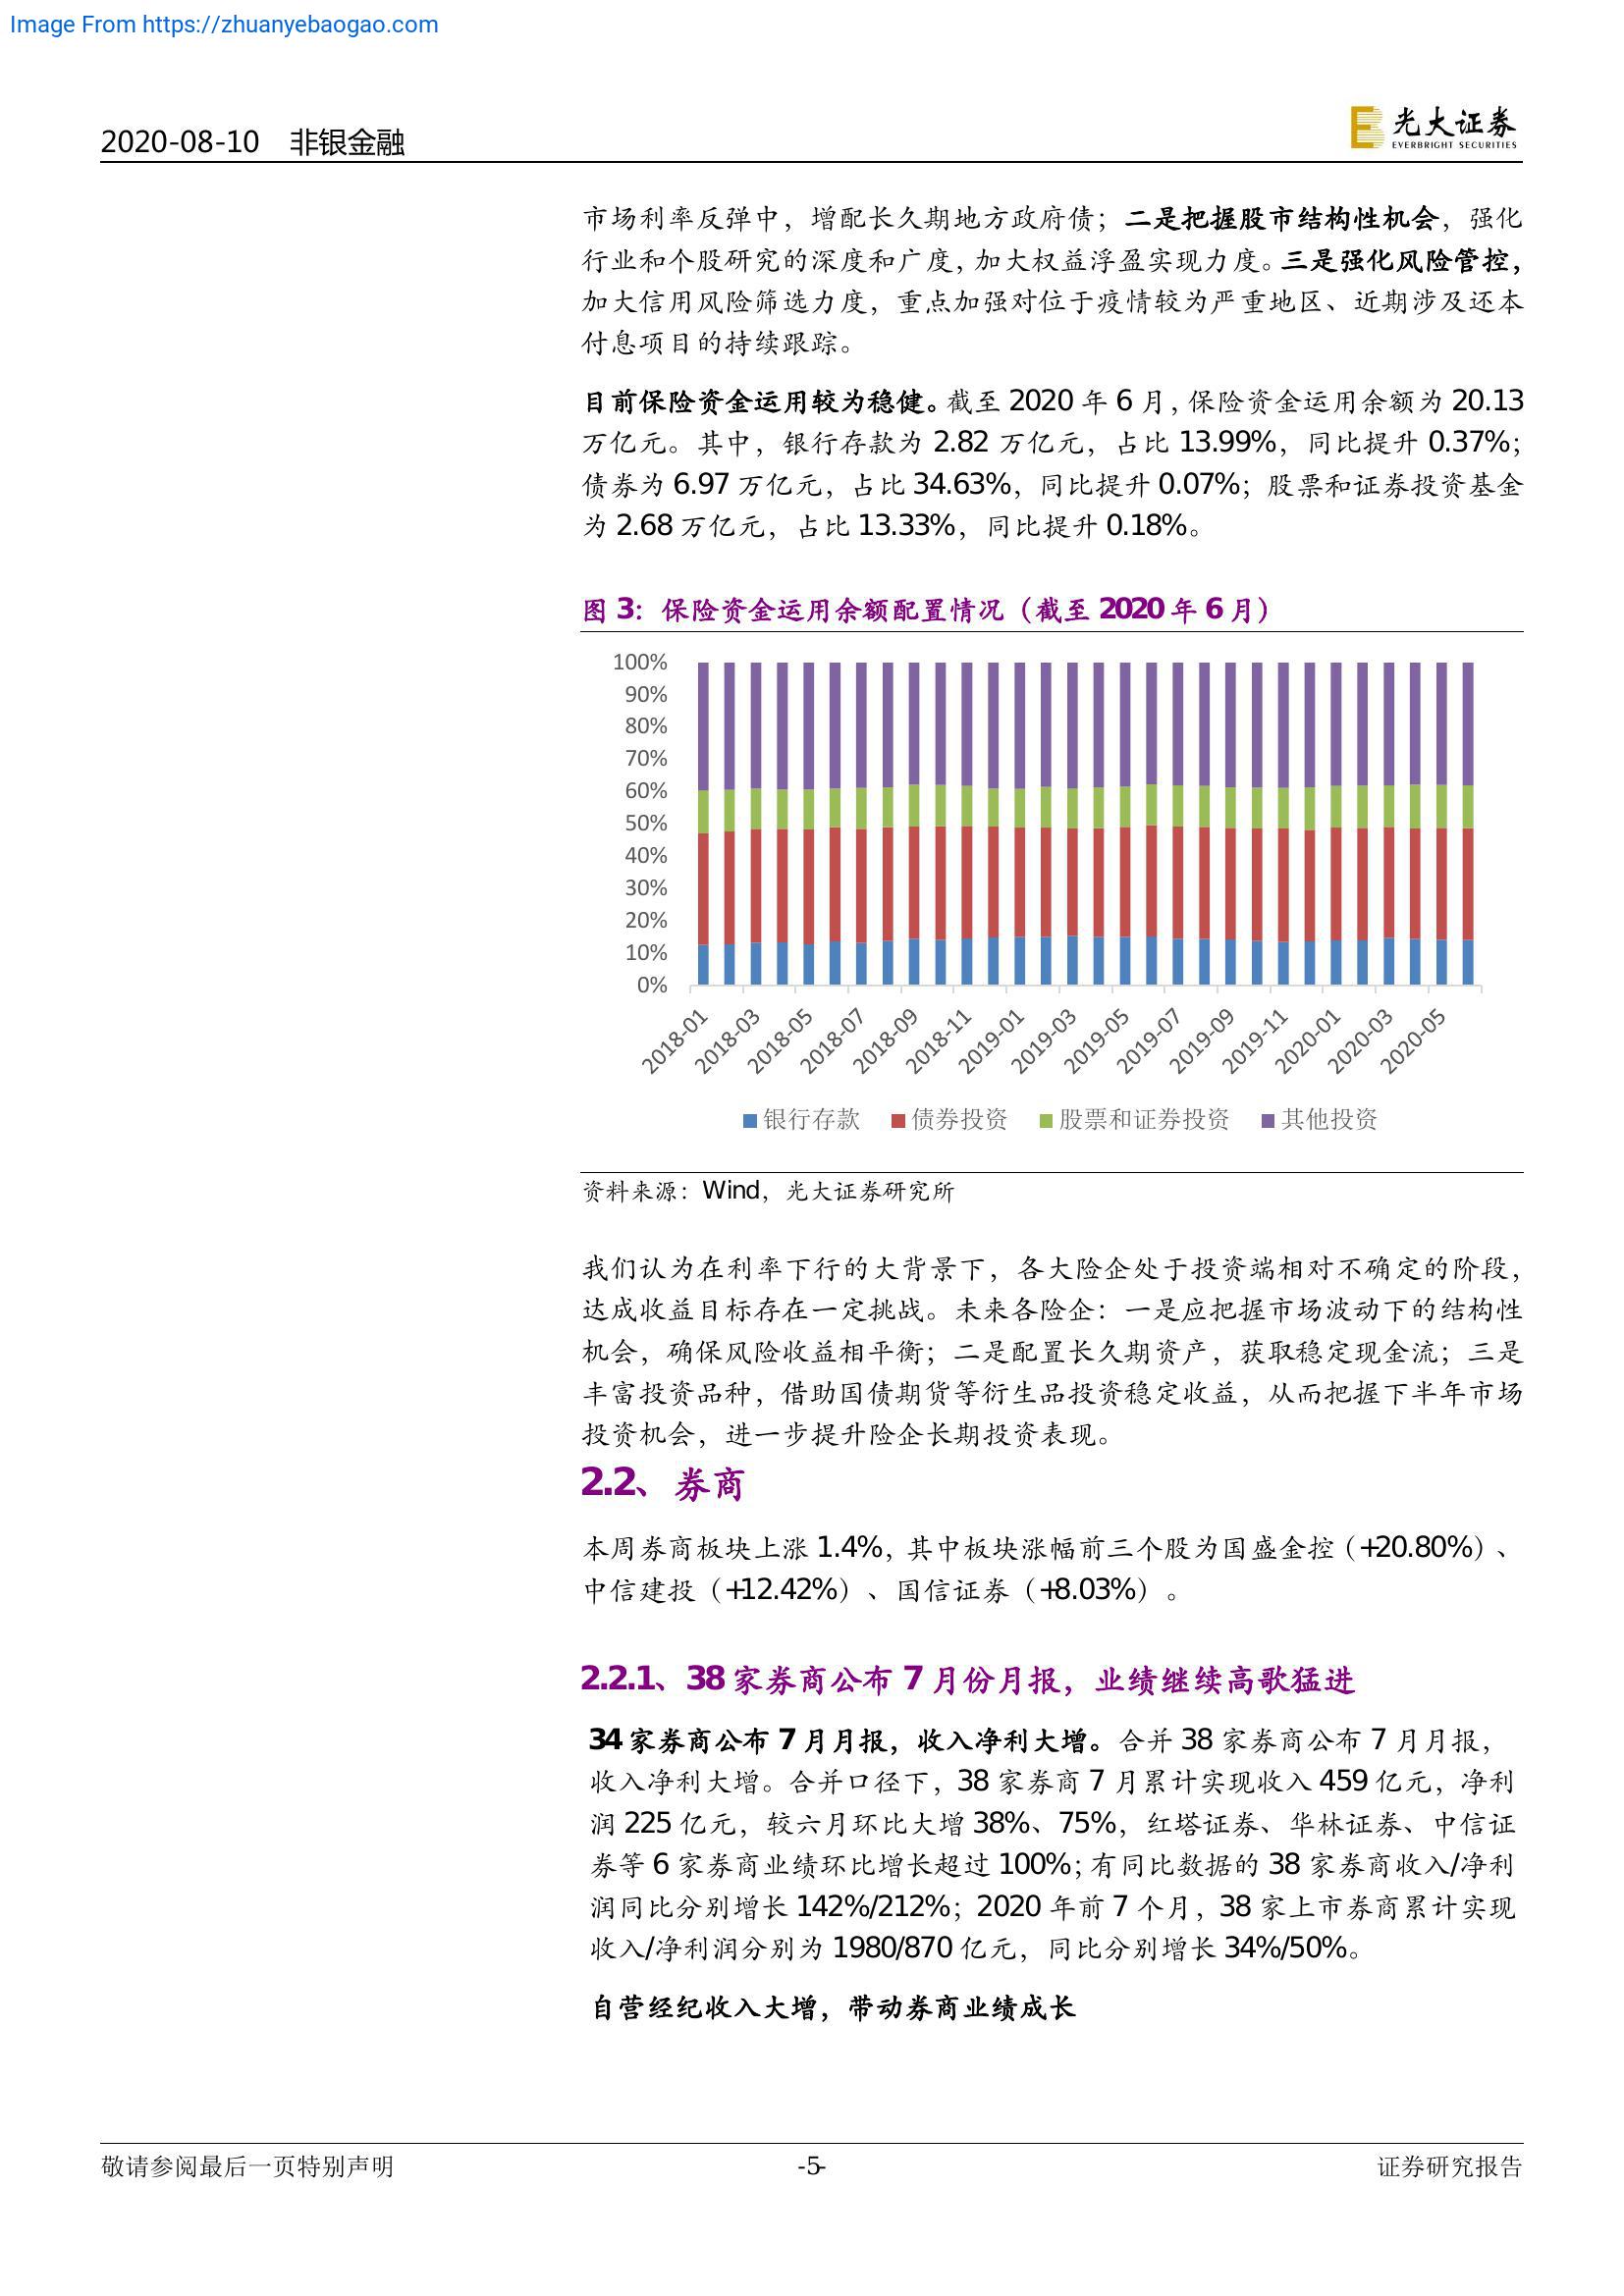 Image From https://zhuanyebaogao.com
2020-08-10 非银金融
光大证券
EVERBRIGHT SECURITIES
市场利率反弹中，增配长久期地方政府债；二是把握股市结构性机会，强化
行业和个股研究的深度和广度，加大权益浮盈实现力度。三是强化风险管控，
加大信用风险筛选力度，重点加强对位于疫情较为严重地区、近期涉及还本
付息项目的持续跟踪。
目前保险资金运用较为稳健。截至 2020 年 6 月，保险资金运用余额为 20.13
万亿元。其中，银行存款为 2.82 万亿元，占比 13.99%，同比提升 0.37%；
债券为 6.97 万亿元，占比 34.63%，同比提升 0.07%；股票和证券投资基金
为 2.68 万亿元，占比 13.33%，同比提升 0.18%。
图 3：保险资金运用余额配置情况（截至 2020 年 6 月）
100%
90%
80%
70%
60%
50%
40%
30%
20%
10%
0%
2018-01 2018-03 2018-05 2018-07 2018-09 2018-11 2019-01 2019-03 2019-05 2019-07 2019-09 2019-11 2020-01 2020-03 2020-05
银行存款 债券投资 股票和证券投资 其他投资
资料来源：Wind，光大证券研究所
我们认为在利率下行的大背景下，各大险企处于投资端相对不确定的阶段，
达成收益目标存在一定挑战。未来各险企：一是应把握市场波动下的结构性
机会，确保风险收益相平衡；二是配置长久期资产，获取稳定现金流；三是
丰富投资品种，借助国债期货等衍生品投资稳定收益，从而把握下半年市场
投资机会，进一步提升险企长期投资表现。
2.2、券商
本周券商板块上涨 1.4%，其中板块涨幅前三个股为国盛金控（+20.80%）、
中信建投（+12.42%）、国信证券（+8.03%）。
2.2.1、38 家券商公布 7 月份月报，业绩继续高歌猛进
34 家券商公布 7 月月报，收入净利大增。合并 38 家券商公布 7 月月报，
收入净利大增。合并口径下，38 家券商 7 月累计实现收入 459 亿元，净利
润 225 亿元，较六月环比大增 38%、75%，红塔证券、华林证券、中信证
券等 6 家券商业绩环比增长超过 100%；有同比数据的 38 家券商收入/净利
润同比分别增长 142%/212%；2020 年前 7 个月，38 家上市券商累计实现
收入/净利润分别为 1980/870 亿元，同比分别增长 34%/50%。
自营经纪收入大增，带动券商业绩成长
敬请参阅最后一页特别声明 -5- 证券研究报告